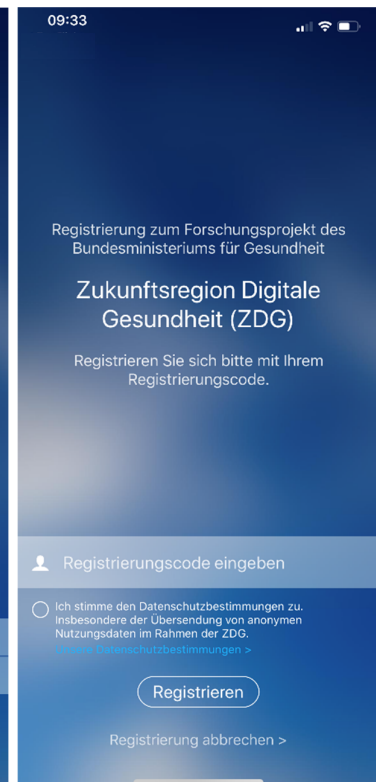 09:33
Registrierung zum Forschungsprojekt des
Bundesministeriums für Gesundheit
Zukunftsregion Digitale
Gesundheit (ZDG)
Registrieren Sie sich bitte mit Ihrem
Registrierungscode.
Registrierungscode eingeben
Ich stimme den Datenschutzbestimmungen zu.
Insbesondere der Übersendung von anonymen
Nutzungsdaten im Rahmen der ZDG.
Datenschutzbestimmungen >
Registrieren
Registrierung abbrechen >